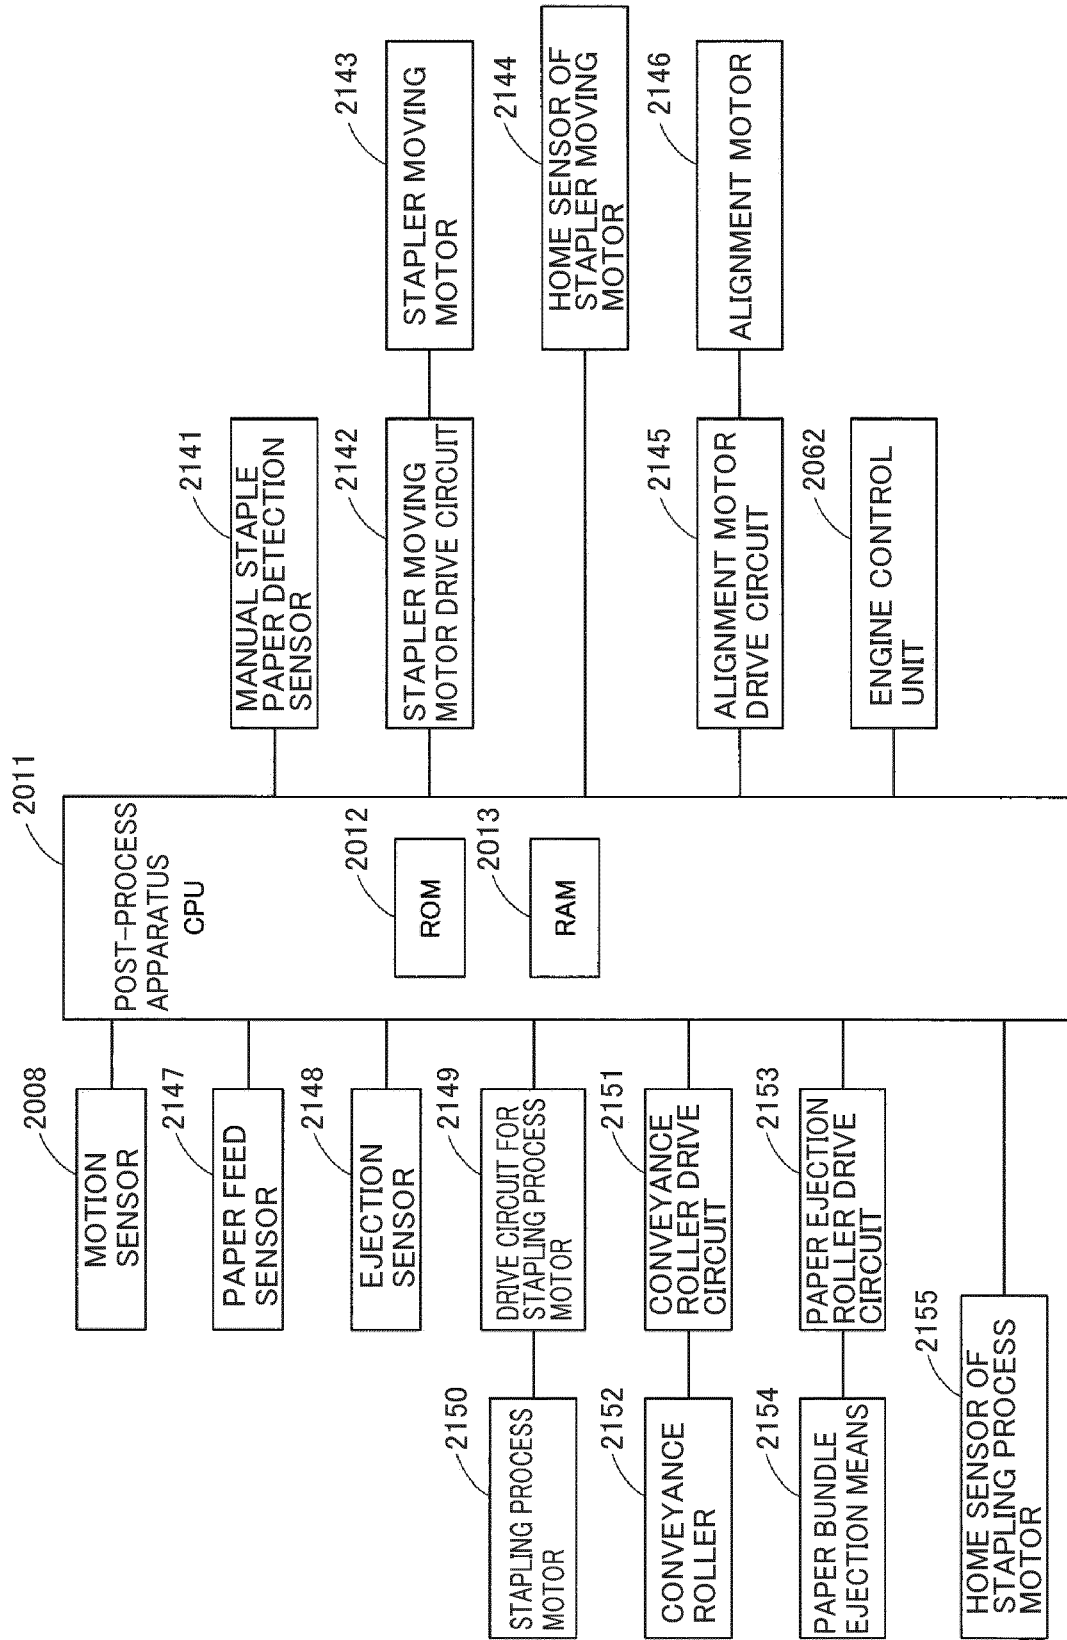 2008
MOTION
SENSOR
2147
PAPER FEED
SENSOR
2148
EJECTION
SENSOR
2150
STAPLING PROCESS
MOTOR
2149
DRIVE CIRCUIT FOR
STAPLING PROCESS
MOTOR
2152
CONVEYANCE
ROLLER
2151
CONVEYANCE
ROLLER DRIVE
CIRCUIT
2154
PAPER BUNDLE
EJECTION MEANS
2153
PAPER EJECTION
ROLLER DRIVE
CIRCUIT
2155
HOME SENSOR OF
STAPLING PROCESS
MOTOR
2011
POST-PROCESS
APPARATUS
CPU
2012
ROM
2013
RAM
2141
MANUAL STAPLE
PAPER DETECTION
SENSOR
2142
STAPLER MOVING
MOTOR DRIVE CIRCUIT
2143
STAPLER MOVING
MOTOR
2144
HOME SENSOR OF
STAPLER MOVING
MOTOR
2145
ALIGNMENT MOTOR
DRIVE CIRCUIT
2146
ALIGNMENT MOTOR
2062
ENGINE CONTROL
UNIT